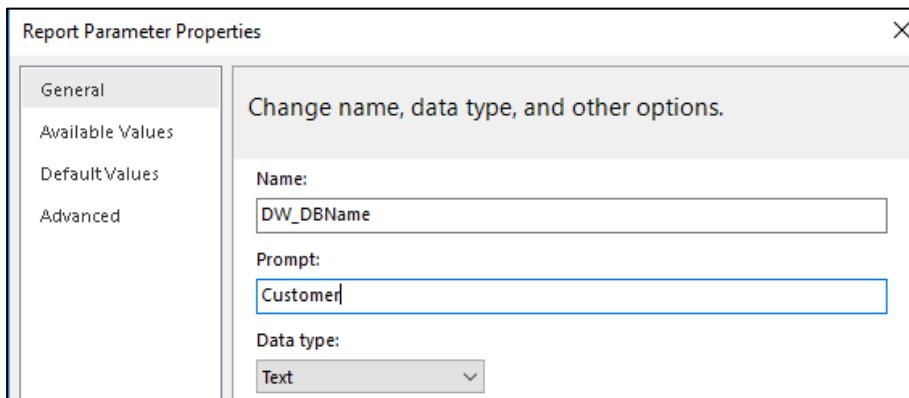 Report Parameter Properties
General
Available Values
Default Values
Advanced
Change name, data type, and other options.
Name:
DW_DBName
Prompt:
Customer
Data type:
Text